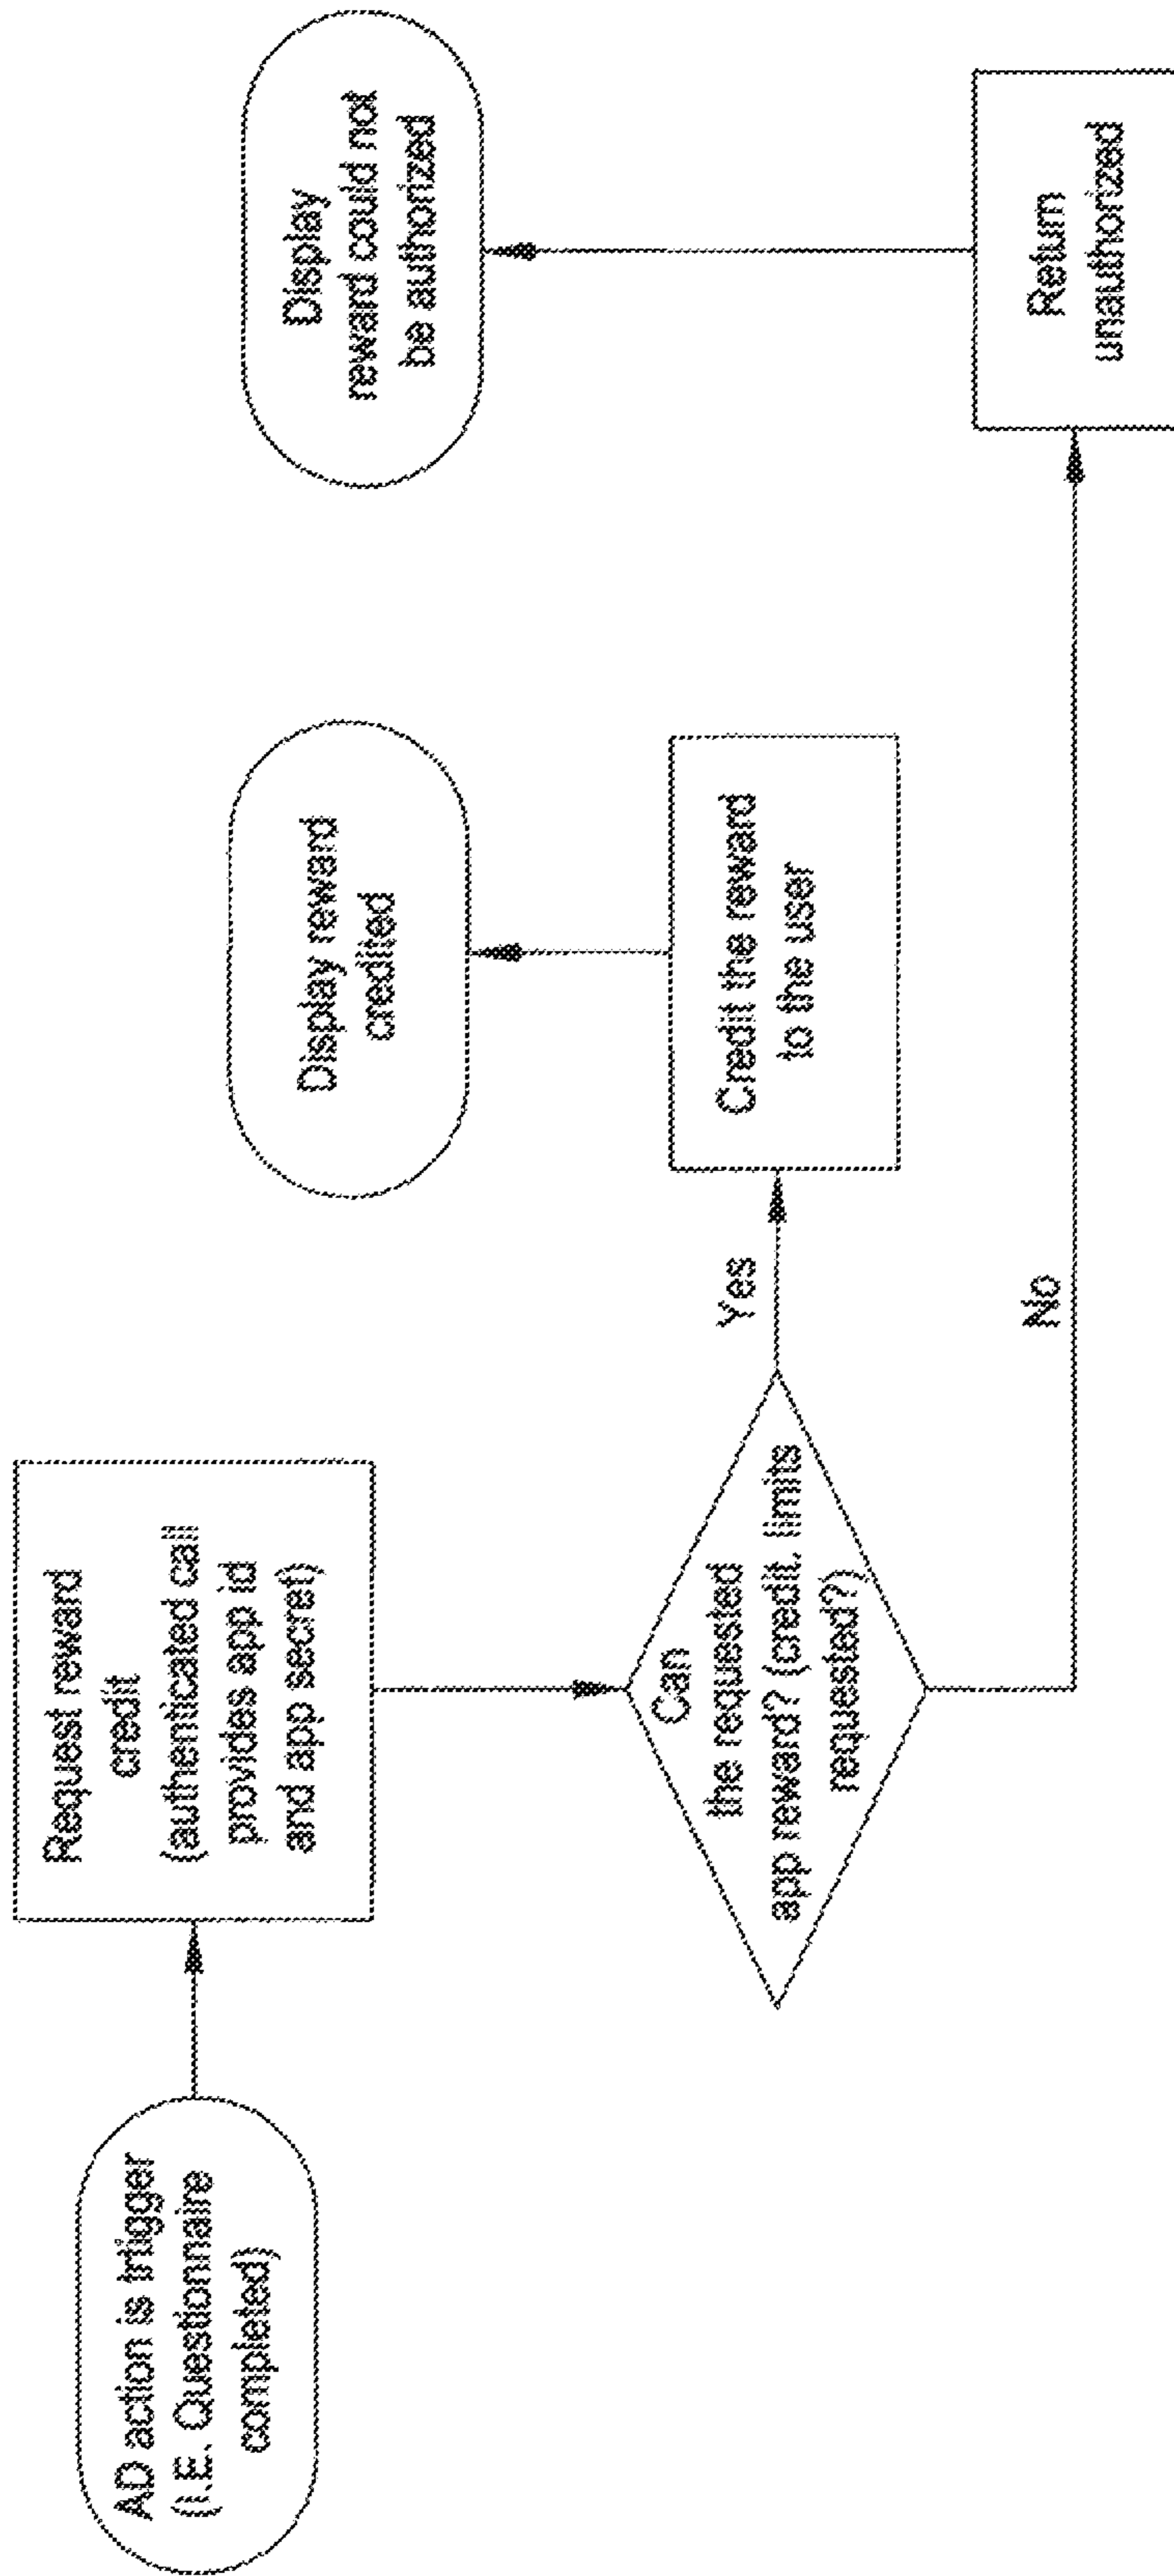 AD action is trtigger
(I.E. Questionnaire
completed)
Request reward
credit
(authenticated call
provides app id
and app secret)
Can
the requested
app reward? (credit, limits
requested?)
Yes
No
Credit the reward
to the user
Display reward
credited
Return
unauthorized
Display
reward could not
be authorized